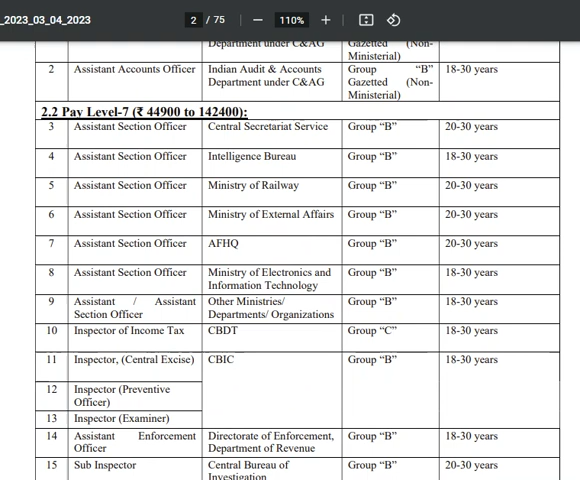 _2023_03_04_2023
2 / 75
110%
Department under C&AG Gazetted (Non-
Ministerial)
2 Assistant Accounts Officer Indian Audit & Accounts Group “B” 18-30 years
Department under C&AG Gazetted (Non-
Ministerial)
2.2 Pay Level-7 (₹ 44900 to 142400):
3 Assistant Section Officer Central Secretariat Service Group “B” 20-30 years
4 Assistant Section Officer Intelligence Bureau Group “B” 18-30 years
5 Assistant Section Officer Ministry of Railway Group “B” 20-30 years
6 Assistant Section Officer Ministry of External Affairs Group “B” 20-30 years
7 Assistant Section Officer AFHQ Group “B” 20-30 years
8 Assistant Section Officer Ministry of Electronics and Group “B” 18-30 years
Information Technology
9 Assistant / Assistant Other Ministries/ Group “B” 18-30 years
Section Officer Departments/ Organizations
10 Inspector of Income Tax CBDT Group “C” 18-30 years
11 Inspector, (Central Excise) CBIC Group “B” 18-30 years
12 Inspector (Preventive
Officer)
13 Inspector (Examiner)
14 Assistant Enforcement Directorate of Enforcement, Group “B” 18-30 years
Officer Department of Revenue
15 Sub Inspector Central Bureau of Group “B” 20-30 years
Investigation